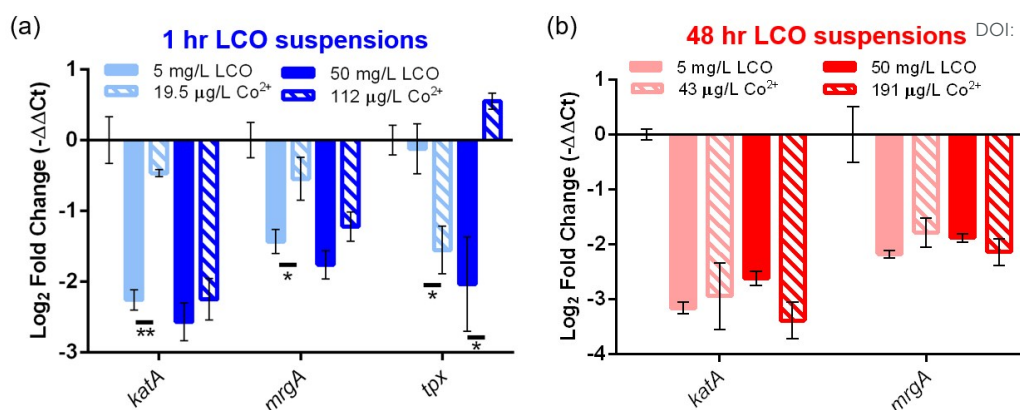 (a)
1 hr LCO suspensions
5 mg/L LCO
50 mg/L LCO
19.5 µg/L Co²⁺
112 µg/L Co²⁺
Log₂ Fold Change (-ΔΔCt)
1
0
-1
-2
-3
**
*
*
*
katA
mrgA
tpx
(b)
48 hr LCO suspensions
DOI:
5 mg/L LCO
50 mg/L LCO
43 µg/L Co²⁺
191 µg/L Co²⁺
Log₂ Fold Change (-ΔΔCt)
1
0
-1
-2
-3
-4
katA
mrgA